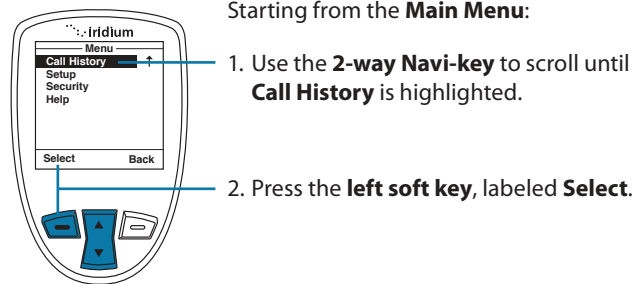 Starting from the Main Menu:
iridium
Menu
Call History
Setup
Security
Help
Select Back
1. Use the 2-way Navi-key to scroll until
Call History is highlighted.
2. Press the left soft key, labeled Select.